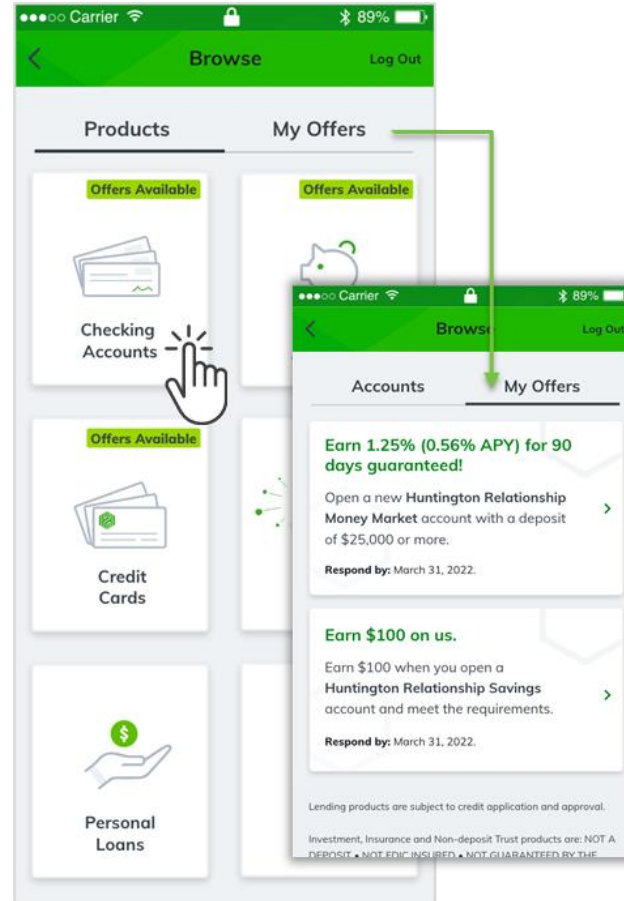 Carrier
89%
Browse
Log Out
Products
My Offers
Offers Available
Offers Available
Checking
Accounts
Offers Available
Credit
Cards
Personal
Loans
Carrier
89%
Browse
Log Out
Accounts
My Offers
Earn 1.25% (0.56% APY) for 90
days guaranteed!
Open a new Huntington Relationship
Money Market account with a deposit
of $25,000 or more.
Respond by: March 31, 2022.
Earn $100 on us.
Earn $100 when you open a
Huntington Relationship Savings
account and meet the requirements.
Respond by: March 31, 2022.
Lending products are subject to credit application and approval.
Investment, Insurance and Non-deposit Trust products are: NOT A
DEPOSIT • NOT FDIC INSURED • NOT GUARANTEED BY THE